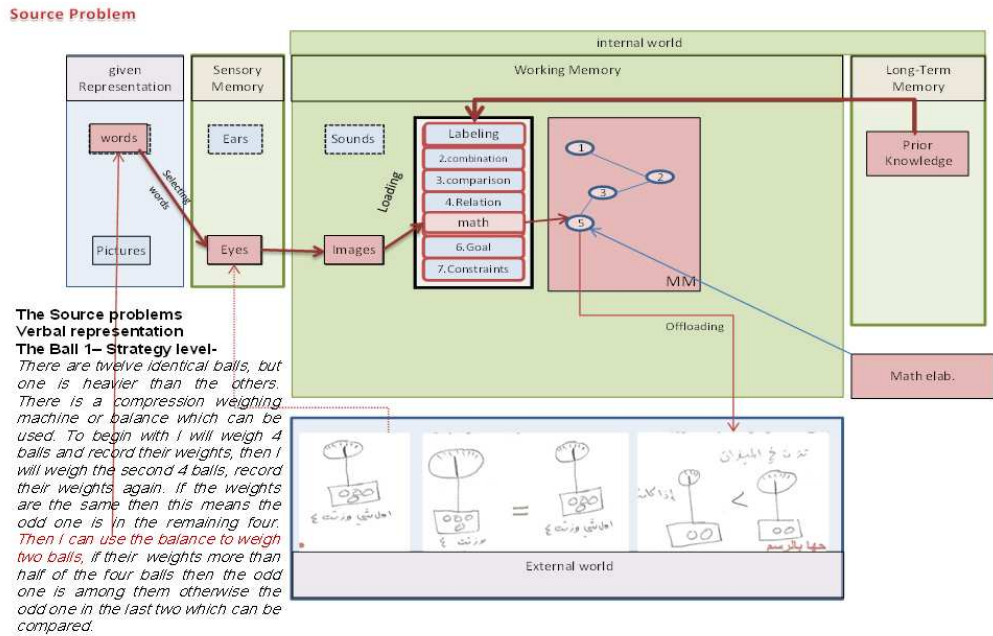 Source Problem
internal world
given
Representation
Sensory
Memory
Working Memory
Long-Term
Memory
words
Ears
Sounds
Labeling
2.combination
3.comparison
4.Relation
math
6.Goal
7.Constraints
1
2
3
5
MM
Prior
Knowledge
Selecting
words
Loading
Pictures
Eyes
Images
Offloading
Math elab.
The Source problems
Verbal representation
The Ball 1– Strategy level-
There are twelve identical balls, but
one is heavier than the others.
There is a compression weighing
machine or balance which can be
used. To begin with I will weigh 4
balls and record their weights, then I
will weigh the second 4 balls, record
their weights again. If the weights
are the same then this means the
odd one is in the remaining four.
Then I can use the balance to weigh
two balls, if their weights more than
half of the four balls then the odd
one is among them otherwise the
odd one in the last two which can be
compared.
=
<
وزنت ٤
حلها بالرسم
External world